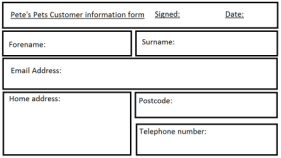 Pete's Pets Customer information form Signed: Date:
Forename: Surname:
Email Address:
Home address: Postcode:
Telephone number: